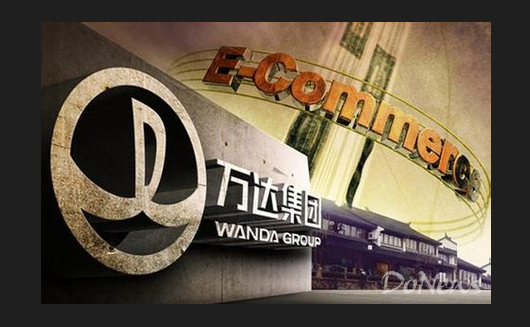 E-Commerce
万达集团
WANDA GROUP
DoNews